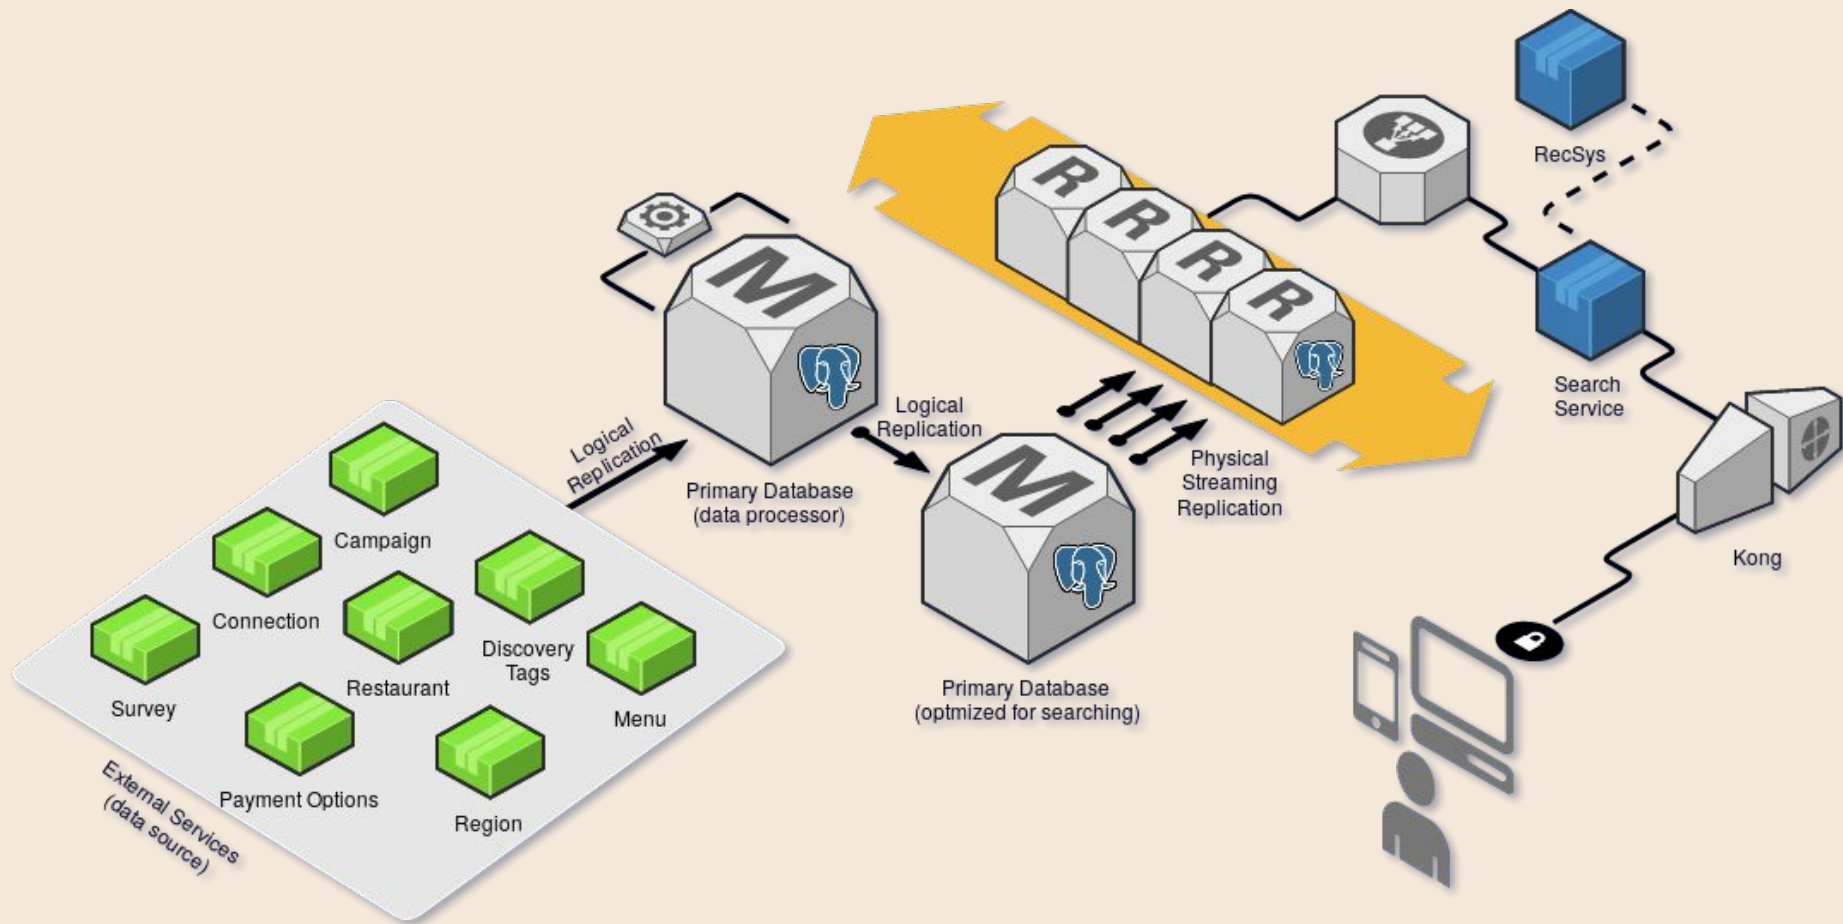 RecSys
R
R
R
R
M
Search
Service
Logical
Replication
Logical
Replication
M
Physical
Streaming
Replication
Primary Database
(data processor)
Kong
Campaign
Connection
Discovery
Tags
Restaurant
Survey
Menu
Primary Database
(optmized for searching)
Payment Options
Region
External Services
(data source)